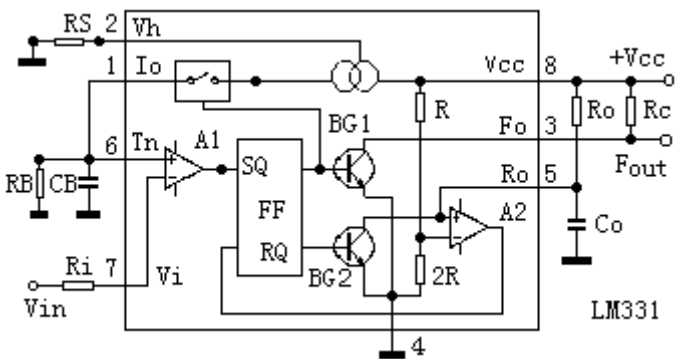 RS 2 Vh
1 Io Vcc 8 +Vcc
R Ro Rc
BG1 Fo 3
6 Tn A1
Fout
SQ Ro 5
RB CB FF A2
RQ Co
Ri 7 Vi BG2 2R
Vin LM331
4